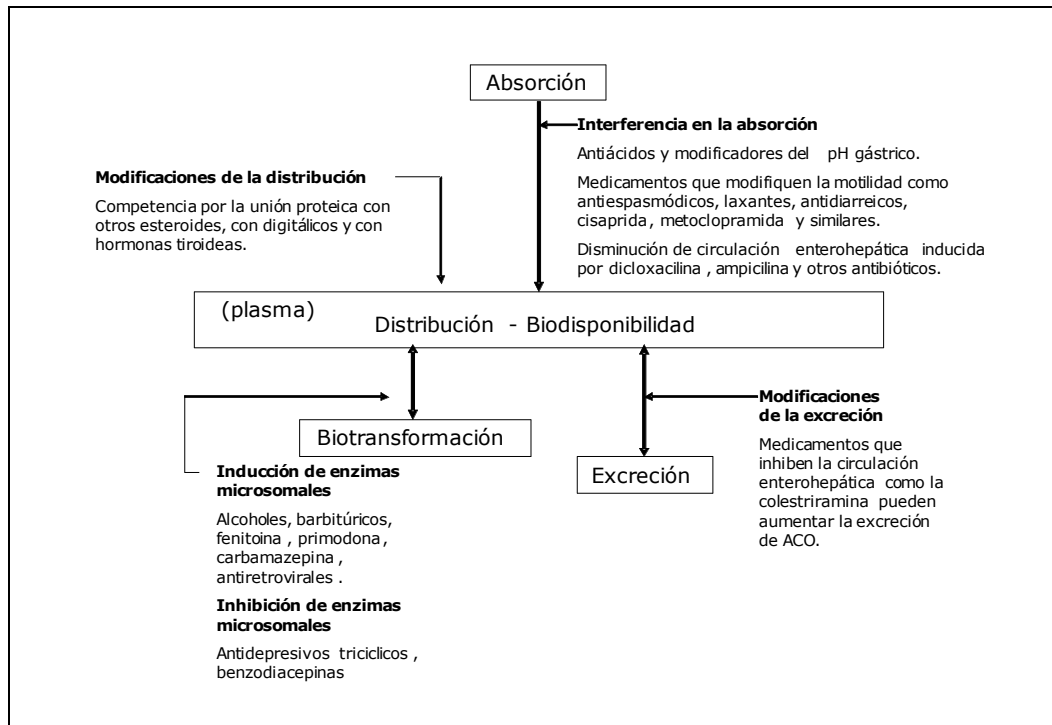 Absorción
Interferencia en la absorción
Antiácidos y modificadores del pH gástrico.
Medicamentos que modifiquen la motilidad como
antiespasmódicos, laxantes, antidiarreicos,
cisaprida, metoclopramida y similares.
Disminución de circulación enterohepática inducida
por dicloxacilina , ampicilina y otros antibióticos.
Modificaciones de la distribución
Competencia por la unión proteica con
otros esteroides, con digitálicos y con
hormonas tiroideas.
(plasma)
Distribución - Biodisponibilidad
Biotransformación
Inducción de enzimas
microsomales
Alcoholes, barbitúricos,
fenitoina , primodona ,
carbamazepina ,
antiretrovirales .
Inhibición de enzimas
microsomales
Antidepresivos triciclicos ,
benzodiacepinas
Excreción
Modificaciones
de la excreción
Medicamentos que
inhiben la circulación
enterohepática como la
colestriramina pueden
aumentar la excreción
de ACO.